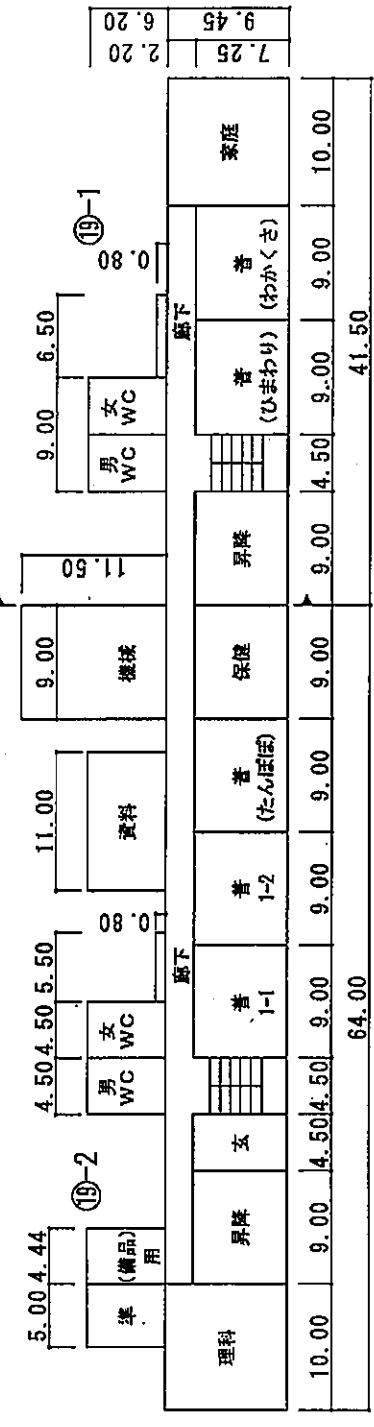 ⑲-2
⑲-1
5.00 4.44
4.50 4.50 5.50
11.00
9.00
9.00
6.50
0.80
0.80
11.50
2.20
6.20
7.25
9.45
準
(備品)
用
男
WC
女
WC
資料
機械
男
WC
女
WC
廊下
廊下
理科
昇降
玄
普
1-1
普
1-2
普
(たんぽぽ)
保健
昇降
普
(ひまわり)
普
(わかくさ)
家庭
10.00 9.00 4.50 4.50 9.00 9.00 9.00 9.00 9.00 4.50 9.00 9.00 10.00
64.00 41.50